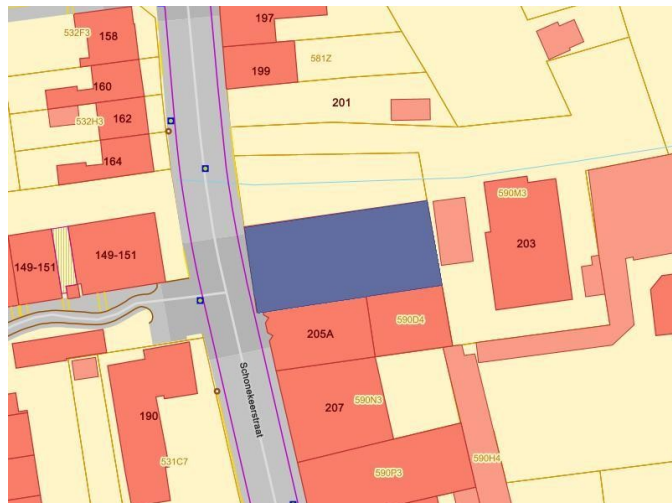 197
532F3
158
199
581Z
160
201
532H3
162
164
590M3
203
149-151
149-151
205A
590D4
Schonekeerstraat
207
590N3
190
531C7
590P3
590H4